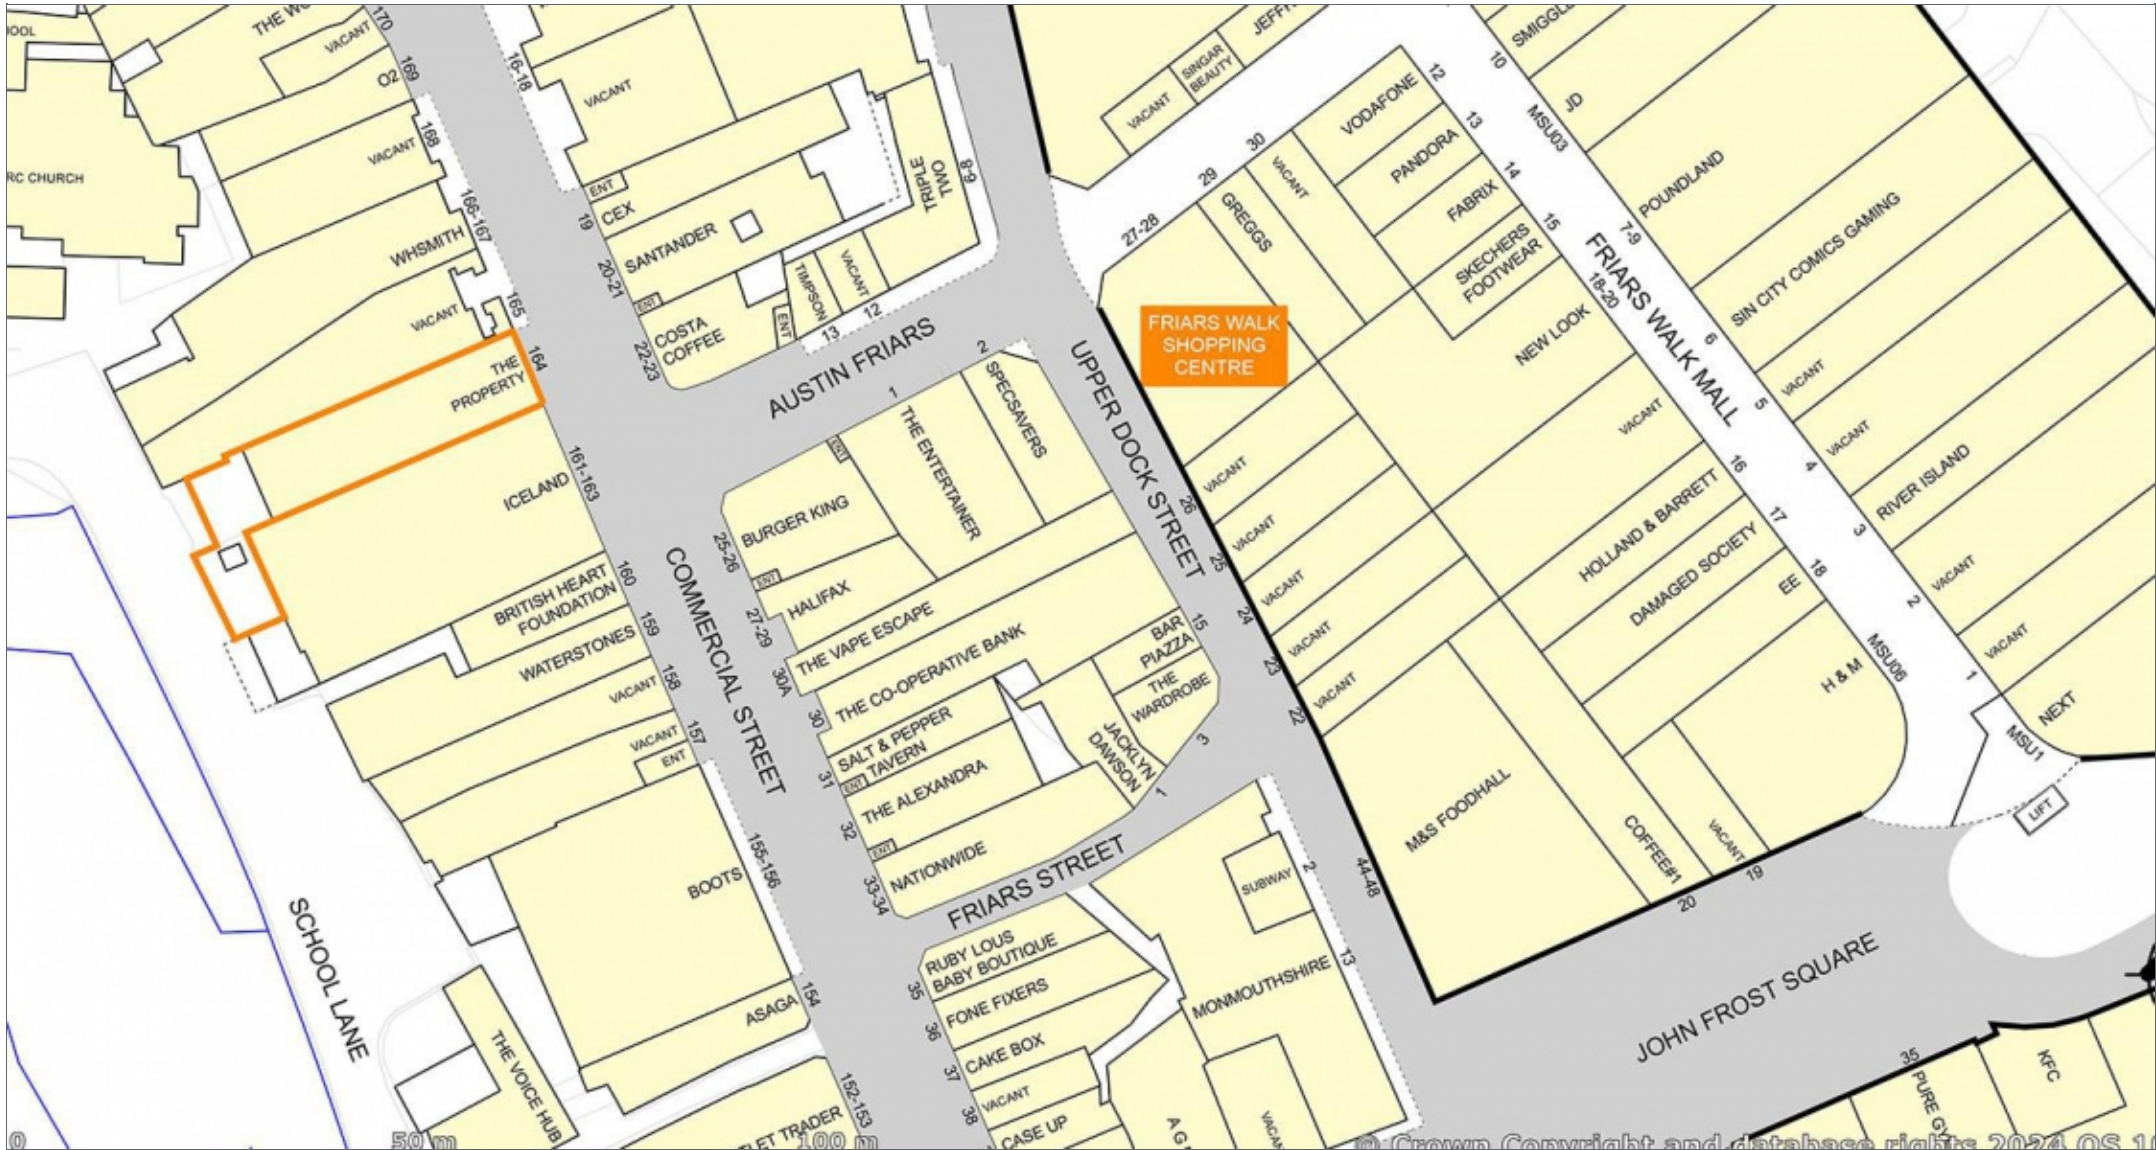 OOL
THE WO
VACANT
170
O2
169
VACANT
168
RC CHURCH
166-167
WHSMITH
VACANT
165
THE
PROPERTY
164
ICELAND
161-163
BRITISH HEART
FOUNDATION
160
WATERSTONES
159
VACANT
158
VACANT
157
ENT
BOOTS
155-156
ASAGA
154
152-153
LET TRADER
THE VOICE HUB
SCHOOL LANE
COMMERCIAL STREET
16-18
VACANT
ENT
CEX
19
SANTANDER
20-21
ENT
COSTA
COFFEE
22-23
ENT
TIMPSON
13
VACANT
12
TRIPLE
TWO
6-8
AUSTIN FRIARS
1
2
SPECSAVERS
THE ENTERTAINER
ENT
BURGER KING
25-26
ENT
HALIFAX
27-29
THE VAPE ESCAPE
30A
THE CO-OPERATIVE BANK
30
SALT & PEPPER
TAVERN
31
ENT
THE ALEXANDRA
32
ENT
NATIONWIDE
33-34
BAR
PIAZZA
15
THE
WARDROBE
3
JACKLYN
DAWSON
1
FRIARS STREET
UPPER DOCK STREET
RUBY LOUS
BABY BOUTIQUE
35
FONE FIXERS
36
CAKE BOX
37
VACANT
38
CASE UP
SUBWAY
2
MONMOUTHSHIRE
13
A G
VACAN
JEFFR
SINGAR
BEAUTY
VACANT
30
29
27-28
GREGGS
VACANT
VODAFONE
12
PANDORA
13
FABRIX
14
SKECHERS
FOOTWEAR
15
18-20
NEW LOOK
FRIARS WALK
SHOPPING
CENTRE
FRIARS WALK MALL
SMIGGL
10
JD
MSU03
POUNDLAND
7-9
SIN CITY COMICS GAMING
6
VACANT
5
VACANT
4
RIVER ISLAND
3
VACANT
2
VACANT
1
NEXT
MSU1
LIFT
VACANT
16
HOLLAND & BARRETT
17
DAMAGED SOCIETY
18
EE
MSU06
H & M
VACANT
26
VACANT
25
VACANT
24
VACANT
23
VACANT
22
M&S FOODHALL
44-48
COFFEE#1
20
VACANT
19
JOHN FROST SQUARE
35
PURE GY
KFC
0
50 m
100 m
© Crown Copyright and database rights 2024 OS 10